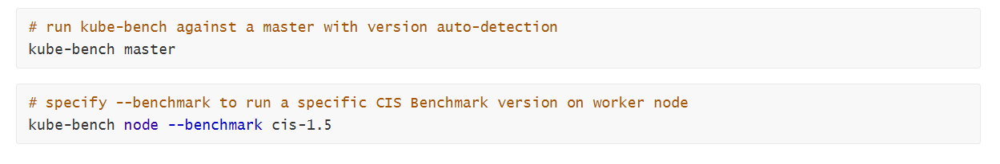 # run kube-bench against a master with version auto-detection
kube-bench master
# specify --benchmark to run a specific CIS Benchmark version on worker node
kube-bench node --benchmark cis-1.5